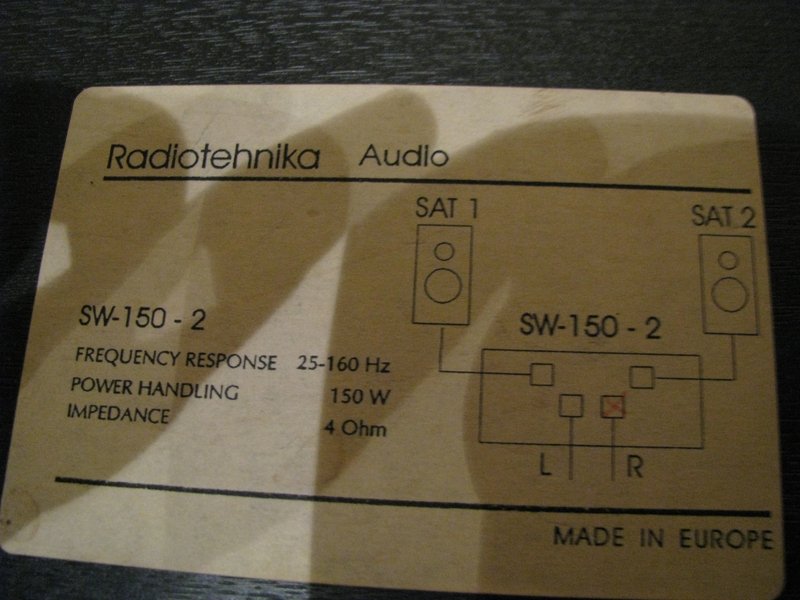 Radiotehnika Audio
SAT 1
SAT 2
SW-150 - 2
FREQUENCY RESPONSE 25-160 Hz
POWER HANDLING 150 W
IMPEDANCE 4 Ohm
SW-150 - 2
L R
MADE IN EUROPE